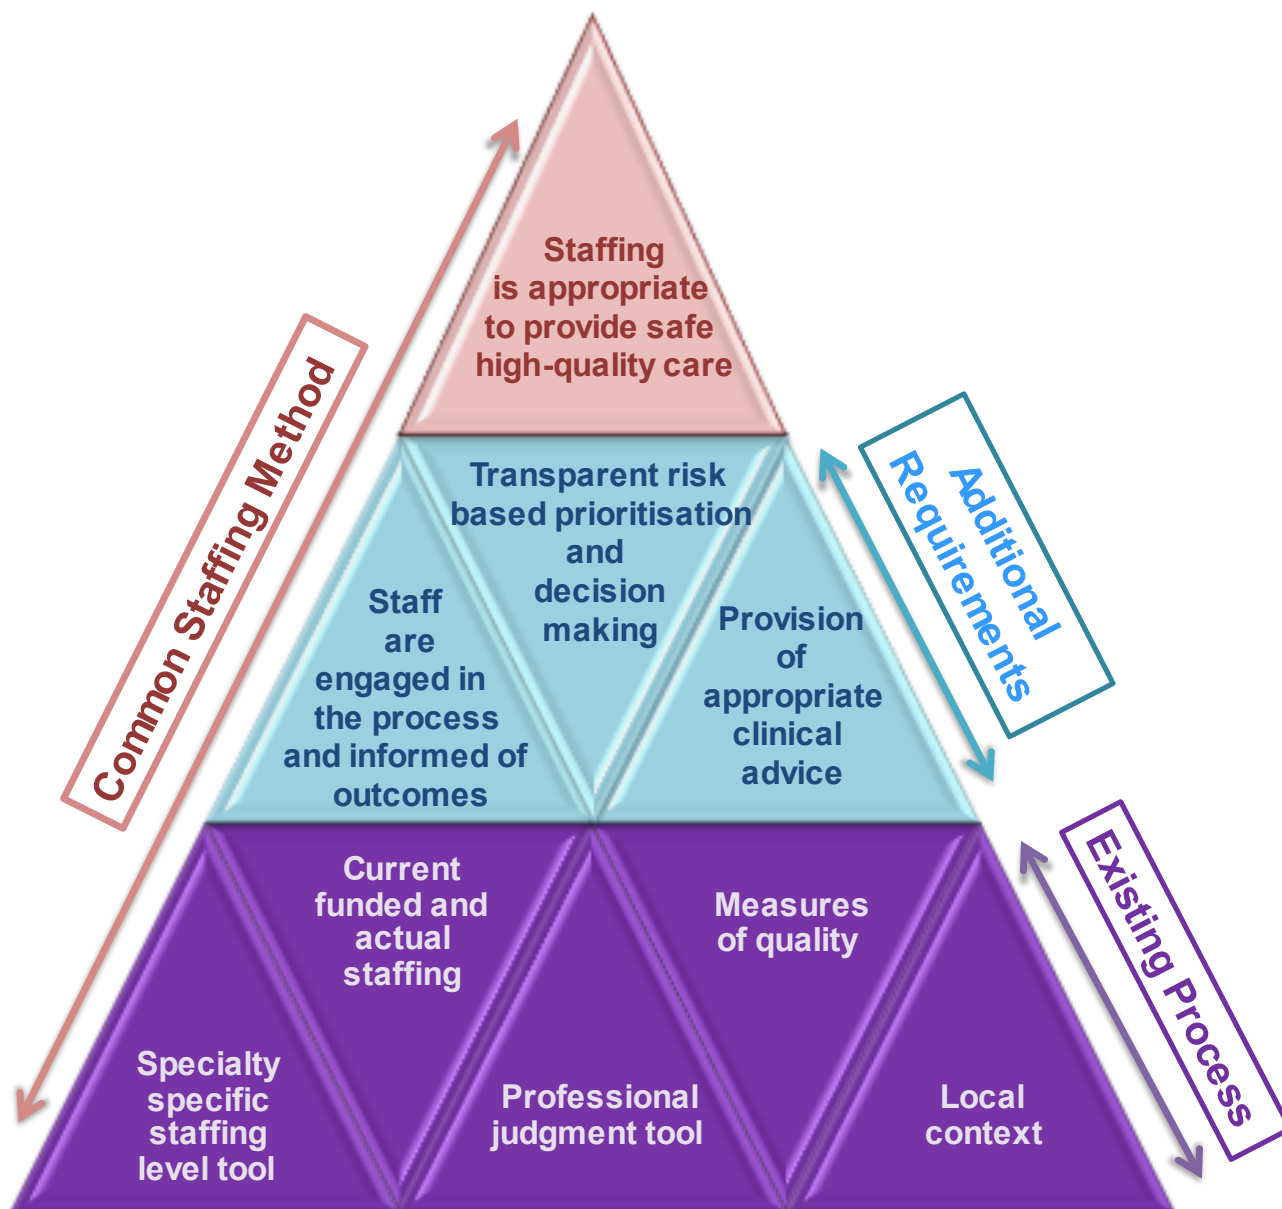 Staffing
is appropriate
to provide safe
high-quality care
Common Staffing Method
Transparent risk
based prioritisation
and
decision
making
Staff
are
engaged in
the process
and informed of
outcomes
Provision
of
appropriate
clinical
advice
Additional
Requirements
Current
funded and
actual
staffing
Measures
of quality
Existing Process
Specialty
specific
staffing
level tool
Professional
judgment tool
Local
context